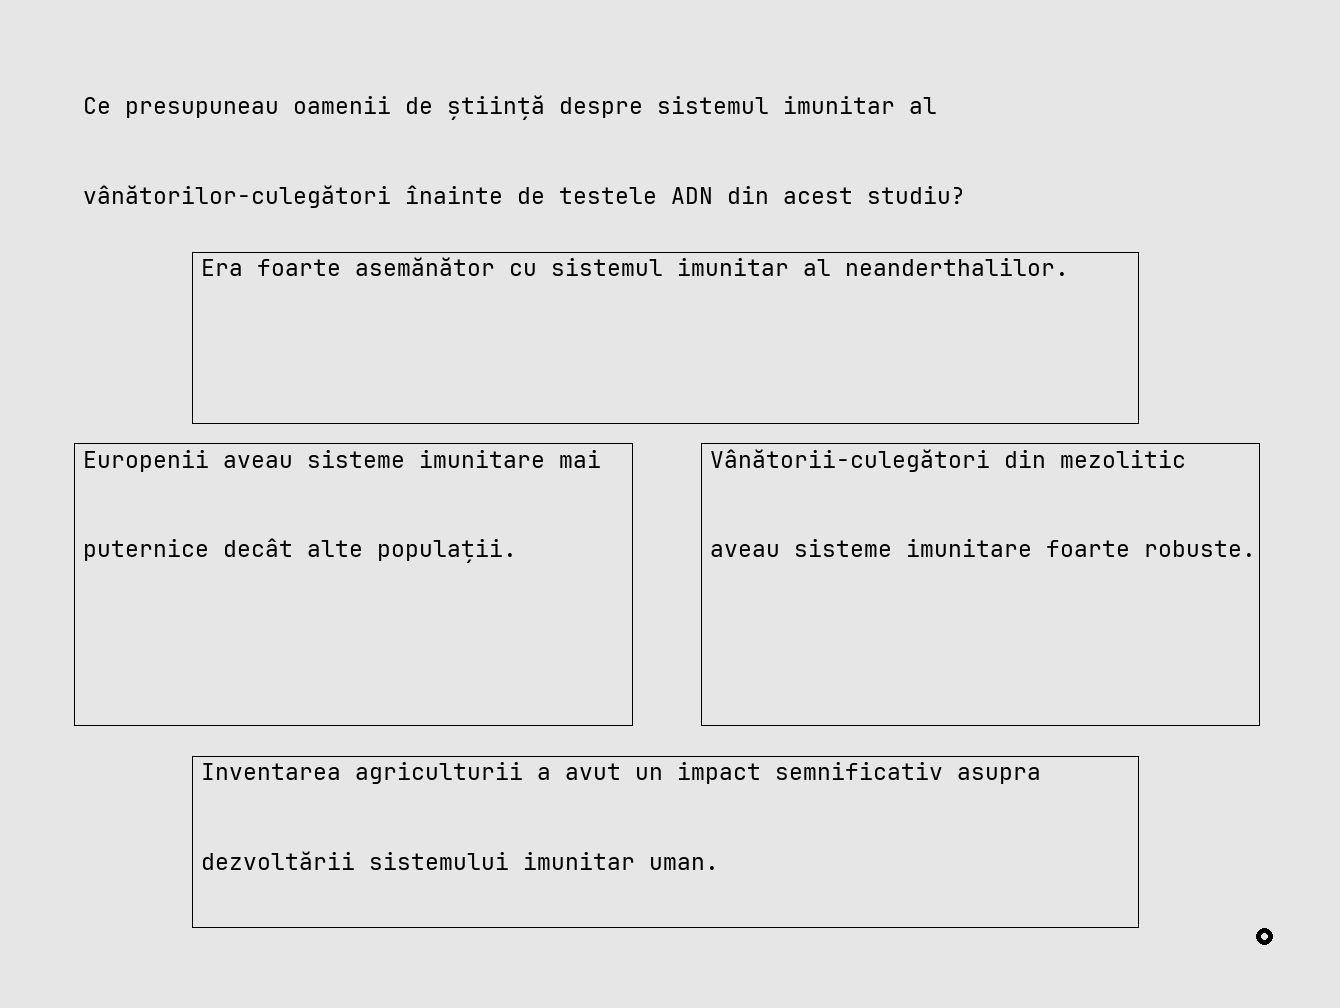 Ce presupuneau oamenii de știință despre sistemul imunitar al
vânătorilor-culegători înainte de testele ADN din acest studiu?
Era foarte asemănător cu sistemul imunitar al neanderthalilor.
Europenii aveau sisteme imunitare mai
puternice decât alte populații.
Vânătorii-culegători din mezolitic
aveau sisteme imunitare foarte robuste.
Inventarea agriculturii a avut un impact semnificativ asupra
dezvoltării sistemului imunitar uman.